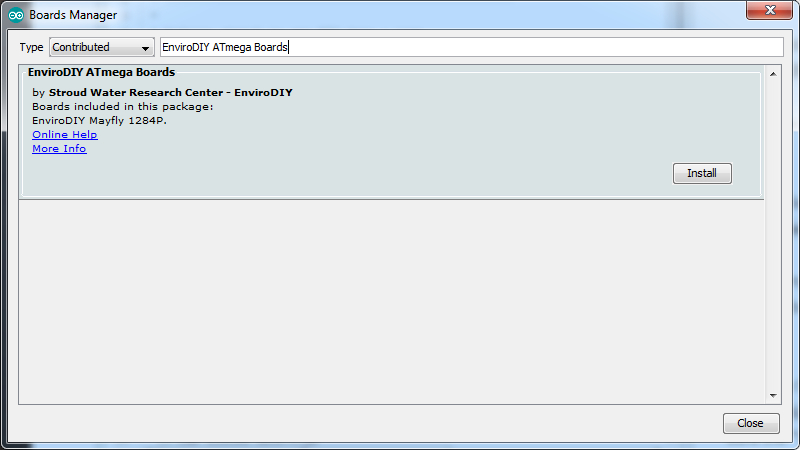 Boards Manager
Type Contributed EnviroDIY ATmega Boards
EnviroDIY ATmega Boards
by Stroud Water Research Center - EnviroDIY
Boards included in this package:
EnviroDIY Mayfly 1284P.
Online Help
More Info
Install
Close